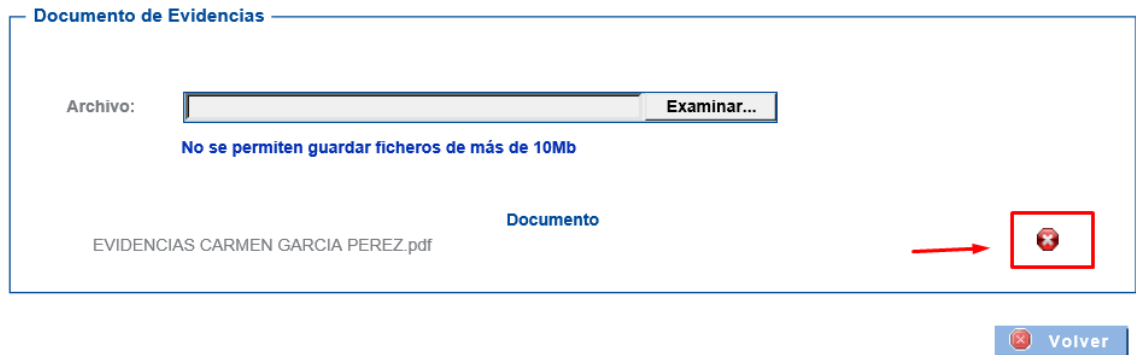 Documento de Evidencias
Archivo:
Examinar...
No se permiten guardar ficheros de más de 10Mb
Documento
EVIDENCIAS CARMEN GARCIA PEREZ.pdf
Volver